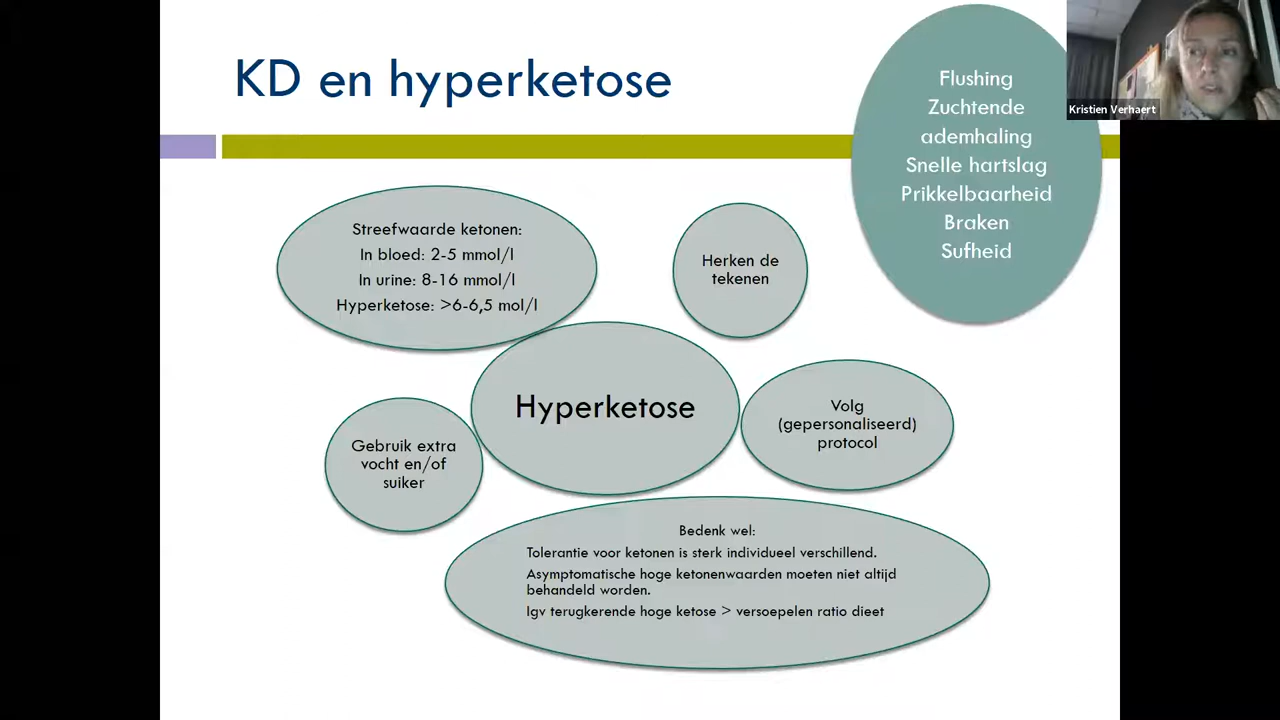 KD en hyperketose
Flushing
Zuchtende
ademhaling
Snelle hartslag
Prikkelbaarheid
Braken
Sufheid
Kristien Verhaert
Streefwaarde ketonen:
In bloed: 2-5 mmol/l
In urine: 8-16 mmol/l
Hyperketose: >6-6,5 mol/l
Herken de
tekenen
Hyperketose
Volg
(gepersonaliseerd)
protocol
Gebruik extra
vocht en/of
suiker
Bedenk wel:
Tolerantie voor ketonen is sterk individueel verschillend.
Asymptomatische hoge ketonenwaarden moeten niet altijd
behandeld worden.
Igv terugkerende hoge ketose > versoepelen ratio dieet